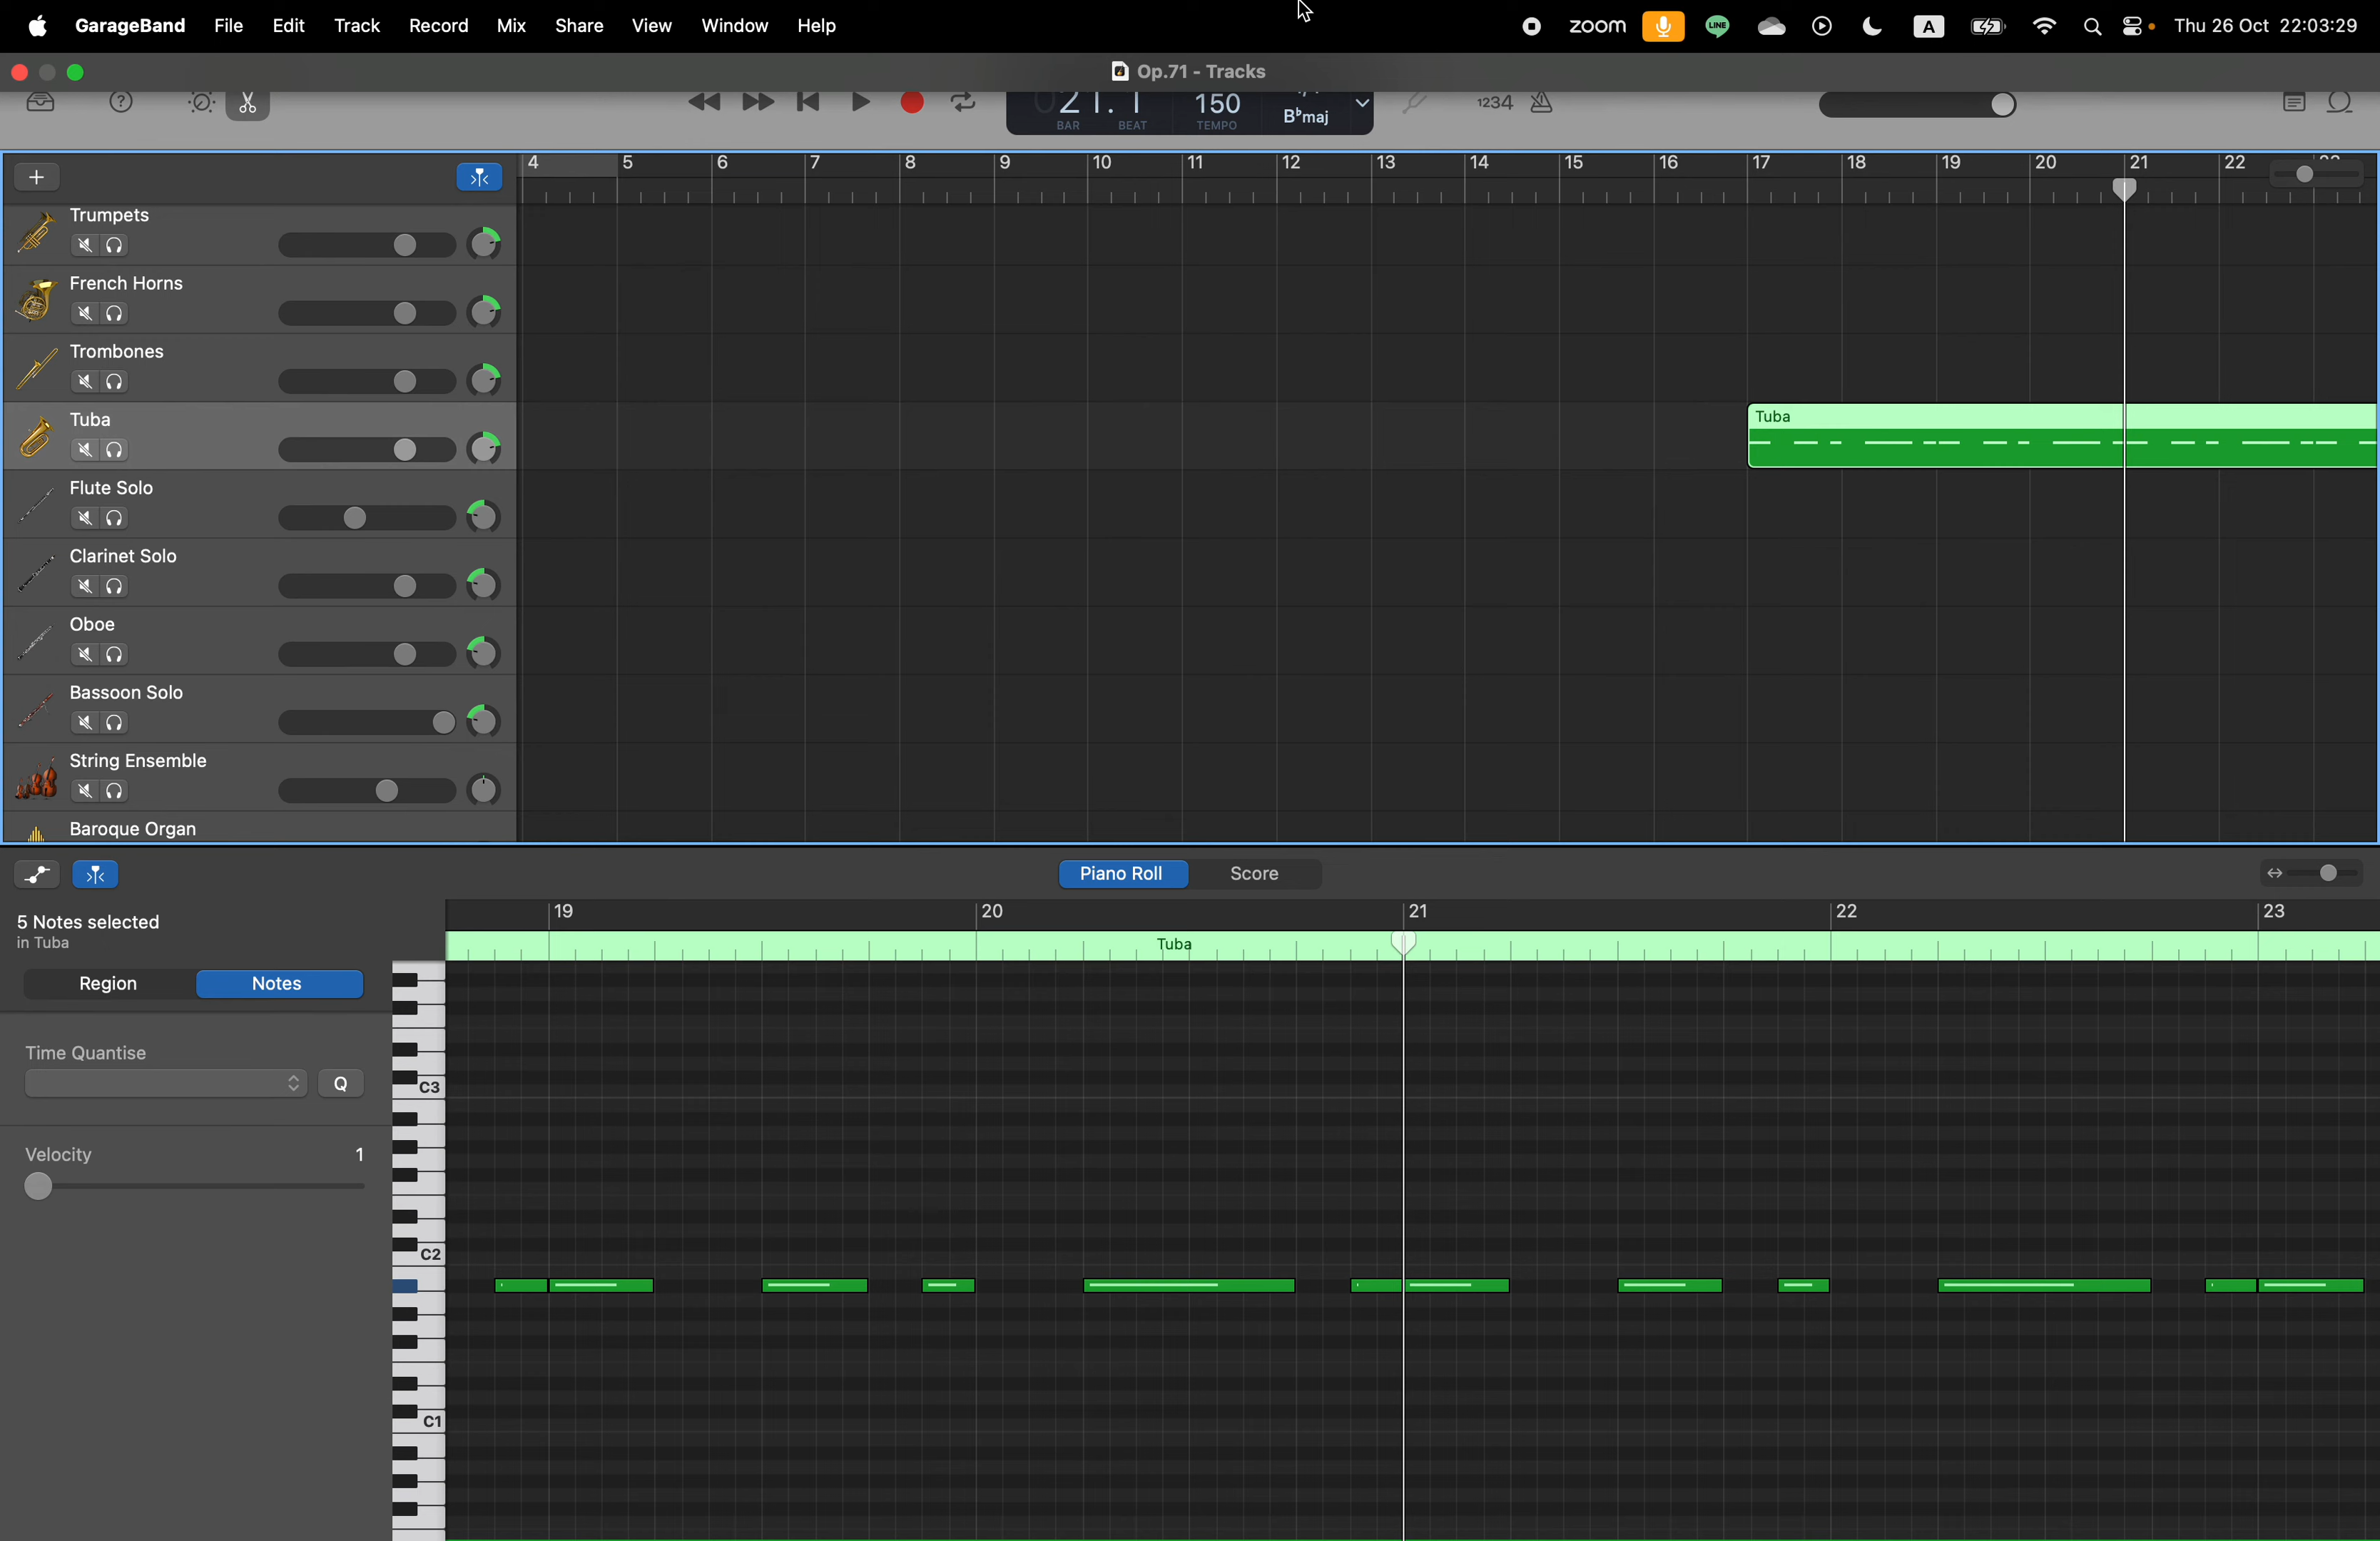 GarageBand File Edit Track Record Mix Share View Window Help zoom LINE A Thu 26 Oct 22:03:29
Op.71 - Tracks
021.1 150 B♭maj 1234
BAR BEAT TEMPO
4 5 6 7 8 9 10 11 12 13 14 15 16 17 18 19 20 21 22
Trumpets
French Horns
Trombones
Tuba
Tuba
Flute Solo
Clarinet Solo
Oboe
Bassoon Solo
String Ensemble
Baroque Organ
Piano Roll Score
19 20 21 22 23
5 Notes selected
in Tuba
Tuba
Region Notes
Time Quantise
Q
Velocity 1
C3
C2
C1